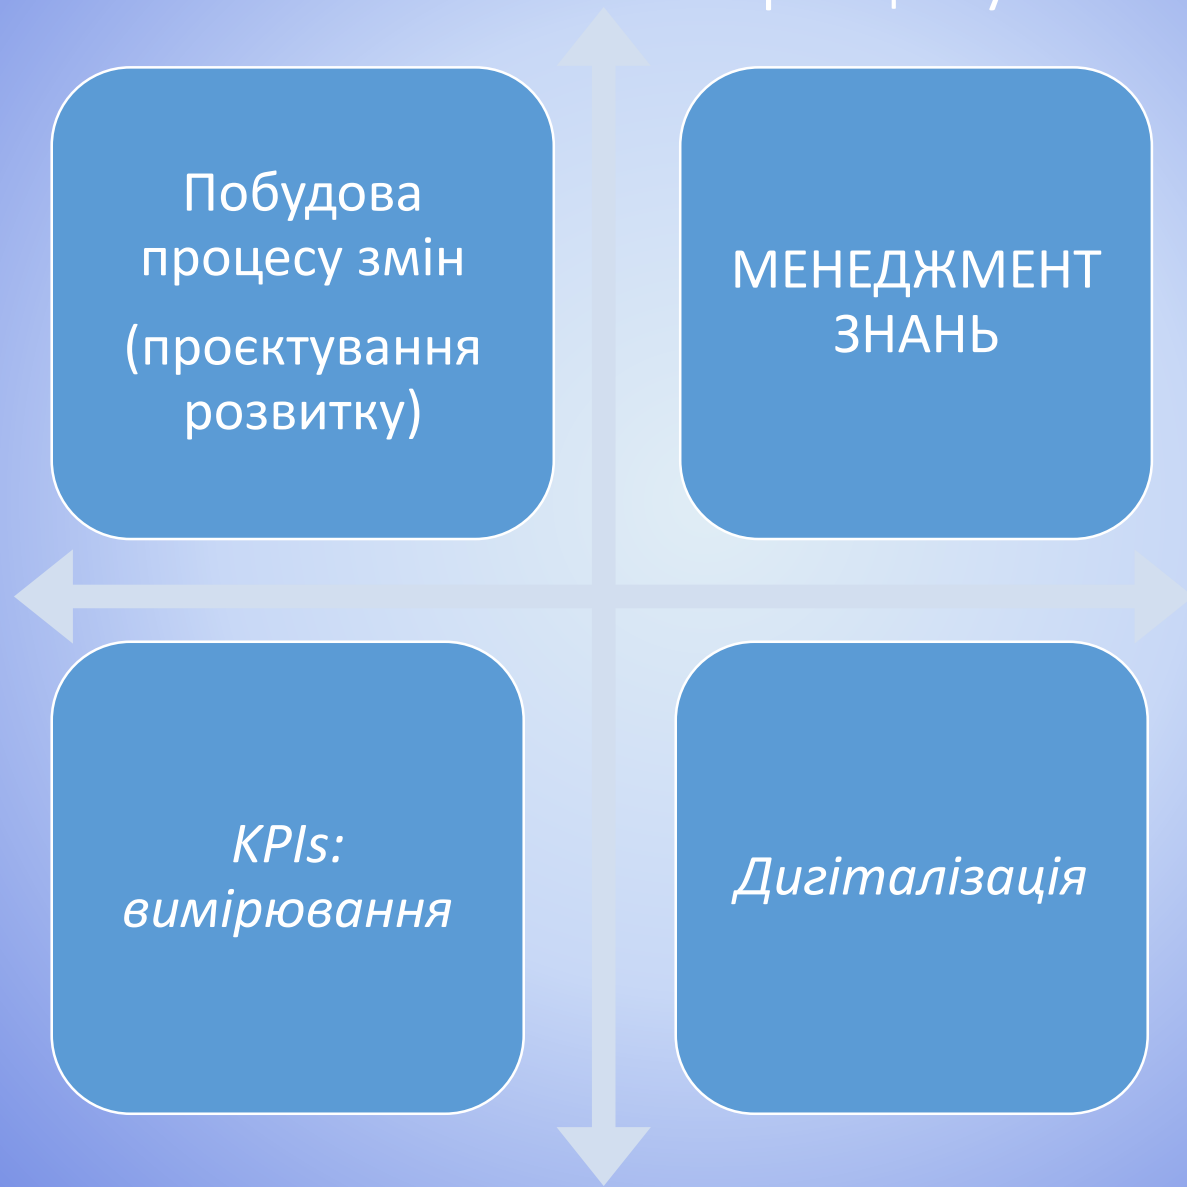 Побудова
процесу змін
(проєктування
розвитку)
МЕНЕДЖМЕНТ
ЗНАНЬ
KPIs:
вимірювання
Дигіталізація